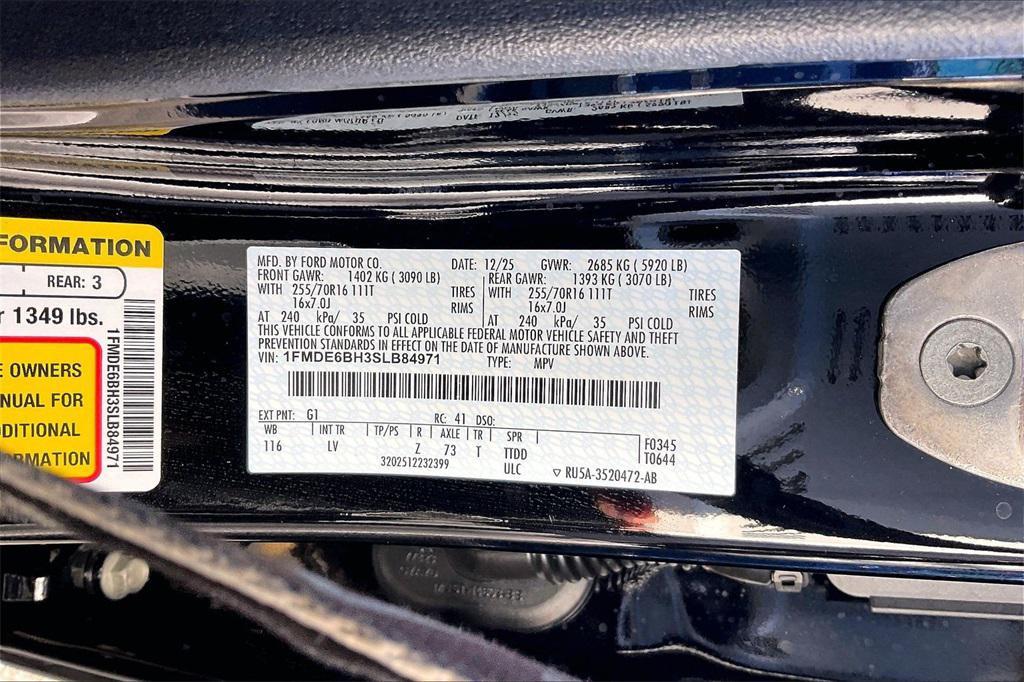 FORMATION
REAR: 3
r 1349 lbs.
E OWNERS
NUAL FOR
DDITIONAL
RMATION
1FMDE6BH3SLB84971
MFD. BY FORD MOTOR CO. DATE: 12/25 GVWR: 2685 KG ( 5920 LB)
FRONT GAWR: 1402 KG ( 3090 LB) REAR GAWR: 1393 KG ( 3070 LB)
WITH 255/70R16 111T TIRES WITH 255/70R16 111T TIRES
16x7.0J RIMS 16x7.0J RIMS
AT 240 kPa/ 35 PSI COLD AT 240 kPa/ 35 PSI COLD
THIS VEHICLE CONFORMS TO ALL APPLICABLE FEDERAL MOTOR VEHICLE SAFETY AND THEFT
PREVENTION STANDARDS IN EFFECT ON THE DATE OF MANUFACTURE SHOWN ABOVE.
VIN: 1FMDE6BH3SLB84971 TYPE: MPV
EXT PNT: G1 RC: 41 DSO:
WB INT TR TP/PS R AXLE TR SPR F0345
116 LV Z 73 T TTDD T0644
3202512232399 ULC RU5A-3520472-AB